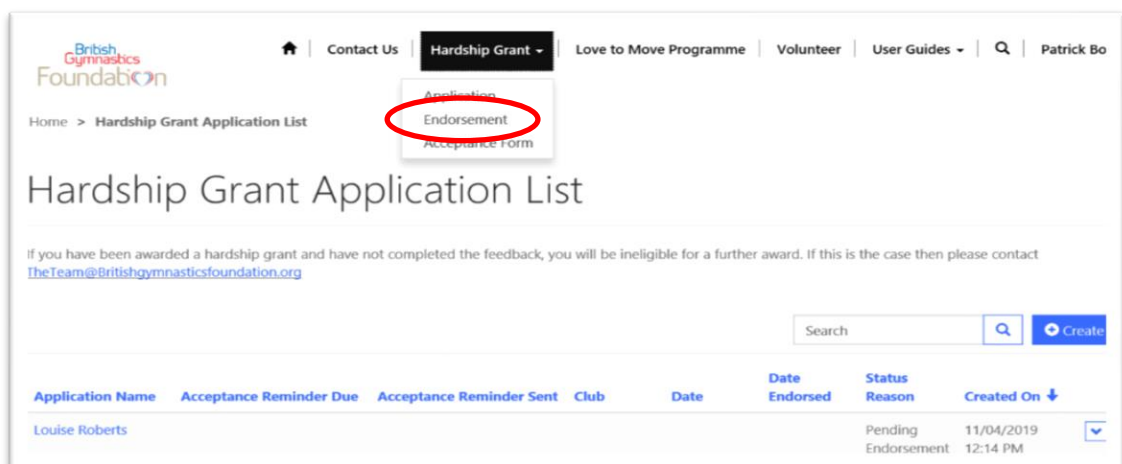 British
Gymnastics
Foundation
Contact Us | Hardship Grant | Love to Move Programme | Volunteer | User Guides | Patrick Bo
Application
Endorsement
Acceptance Form
Home > Hardship Grant Application List
Hardship Grant Application List
If you have been awarded a hardship grant and have not completed the feedback, you will be ineligible for a further award. If this is the case then please contact
TheTeam@Britishgymnasticsfoundation.org
Search Create
Application Name Acceptance Reminder Due Acceptance Reminder Sent Club Date Date Endorsed Status Reason Created On
Louise Roberts Pending Endorsement 11/04/2019 12:14 PM